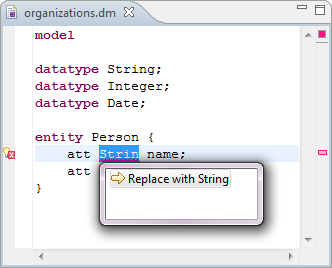 organizations.dm
model
datatype String;
datatype Integer;
datatype Date;
entity Person {
att Strin name;
att
Replace with String
}